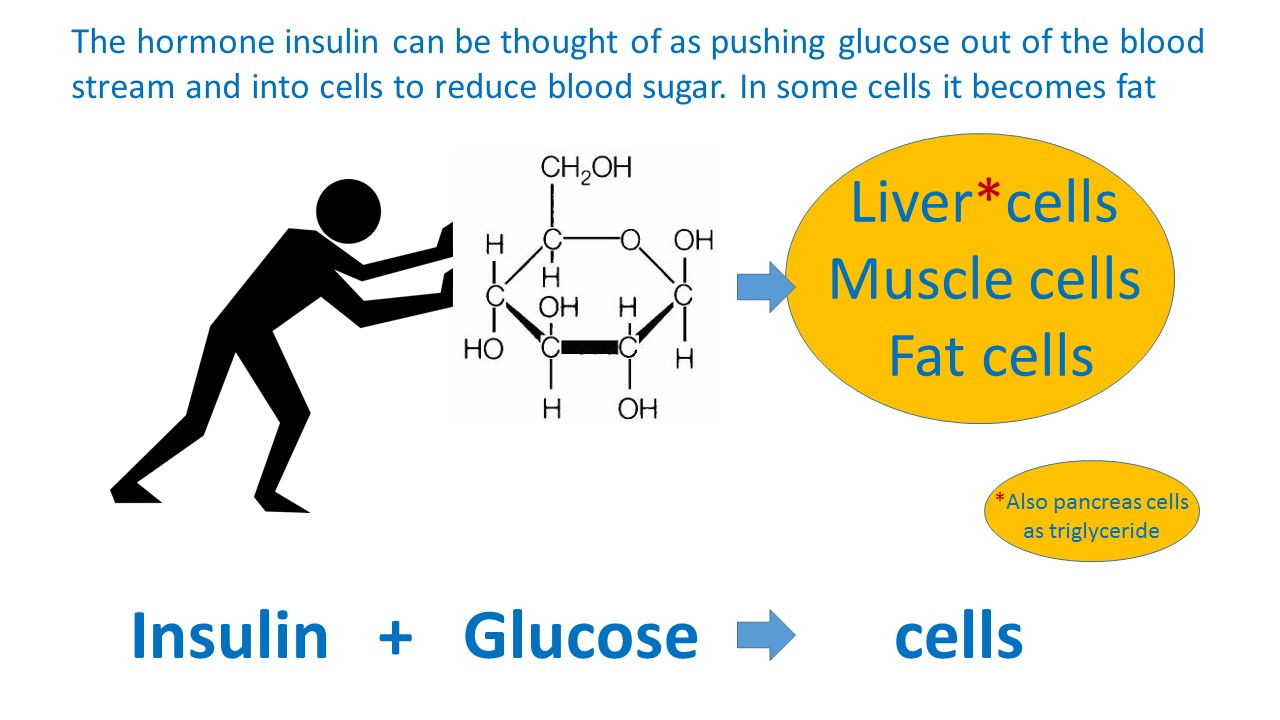 The hormone insulin can be thought of as pushing glucose out of the blood
stream and into cells to reduce blood sugar. In some cells it becomes fat
CH₂OH
H
C
O
OH
H
C
OH
H
C
HO
C
C
H
H
OH
Liver*cells
Muscle cells
Fat cells
*Also pancreas cells
as triglyceride
Insulin + Glucose cells